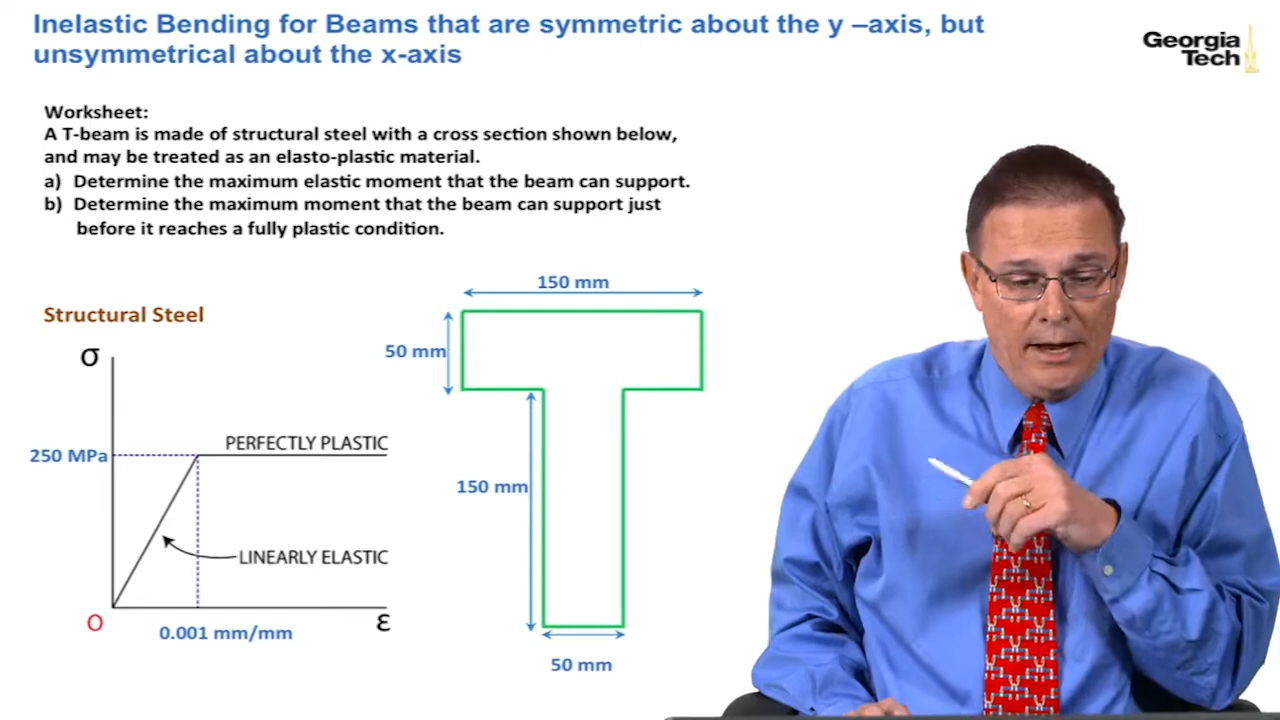 Inelastic Bending for Beams that are symmetric about the y –axis, but
unsymmetrical about the x-axis
Georgia
Tech
Worksheet:
A T-beam is made of structural steel with a cross section shown below,
and may be treated as an elasto-plastic material.
a) Determine the maximum elastic moment that the beam can support.
b) Determine the maximum moment that the beam can support just
before it reaches a fully plastic condition.
150 mm
Structural Steel
50 mm
σ
PERFECTLY PLASTIC
250 MPa
150 mm
LINEARLY ELASTIC
O
0.001 mm/mm
ε
50 mm